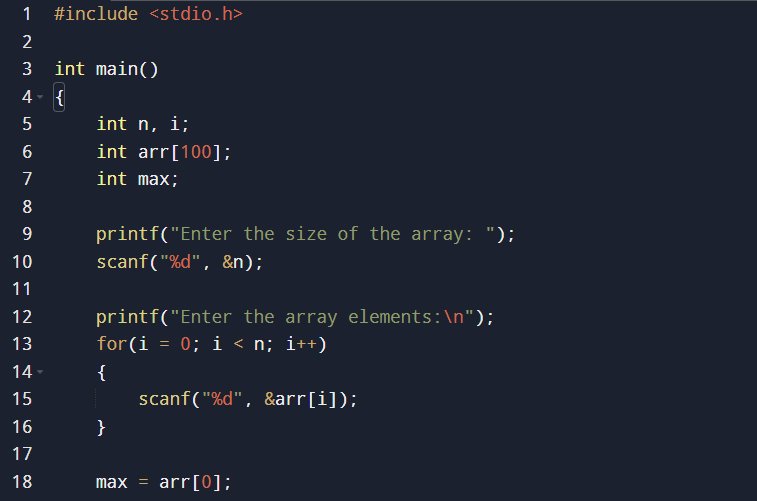 1 #include <stdio.h>
2
3 int main()
4 {
5     int n, i;
6     int arr[100];
7     int max;
8
9     printf("Enter the size of the array: ");
10     scanf("%d", &n);
11
12     printf("Enter the array elements:\n");
13     for(i = 0; i < n; i++)
14     {
15         scanf("%d", &arr[i]);
16     }
17
18     max = arr[0];